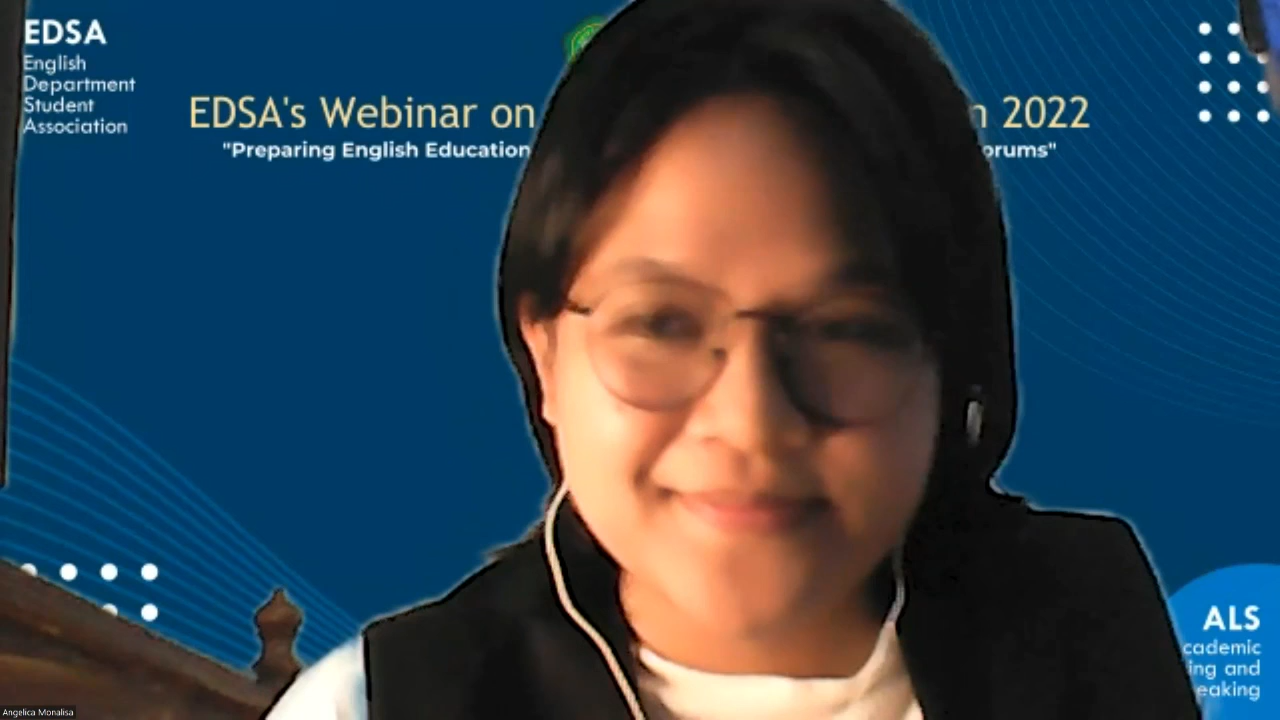 EDSA
English
Department
Student
Association
EDSA's Webinar on n 2022
"Preparing English Education orums"
ALS
cademic
ing and
eaking
Angelica Monalisa